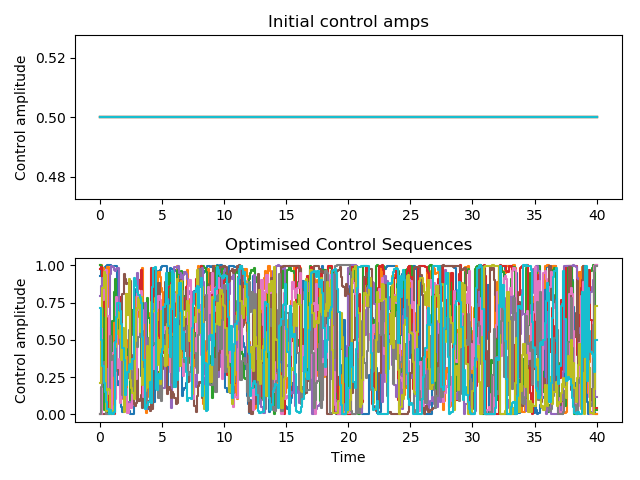 Initial control amps
Control amplitude
0.52
0.50
0.48
0 5 10 15 20 25 30 35 40
Optimised Control Sequences
Control amplitude
1.00
0.75
0.50
0.25
0.00
0 5 10 15 20 25 30 35 40
Time